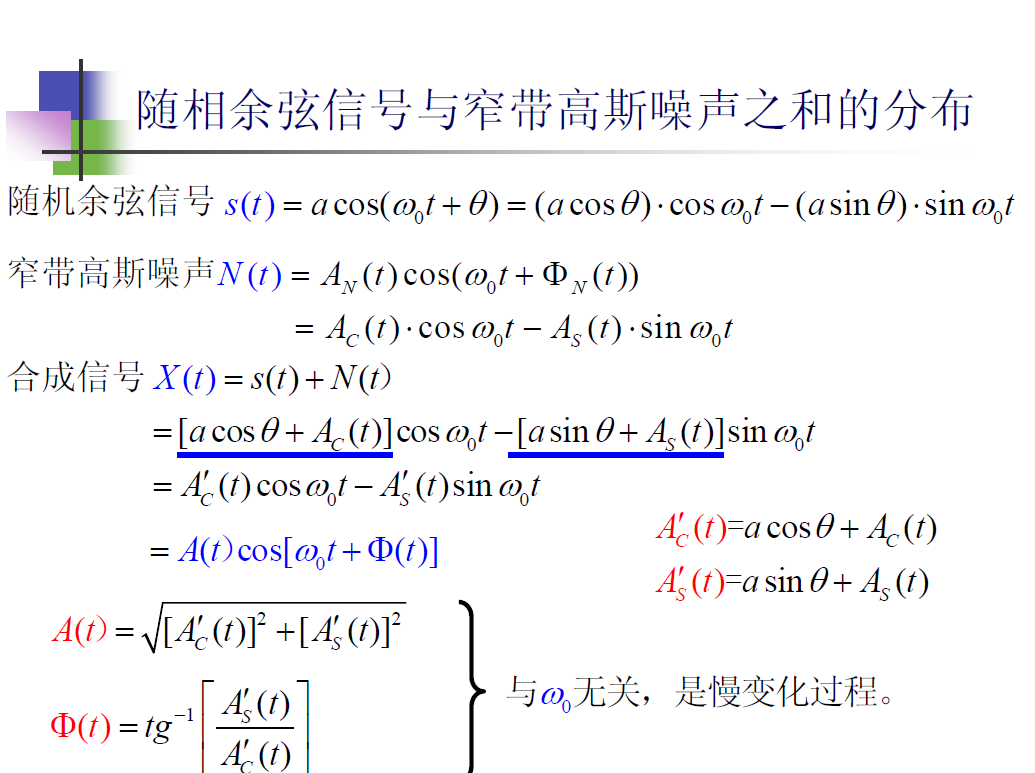 随相余弦信号与窄带高斯噪声之和的分布
随机余弦信号 s(t) = a cos(ω₀t + θ) = (a cos θ) · cos ω₀t − (a sin θ) · sin ω₀t
窄带高斯噪声 N(t) = A_N(t) cos(ω₀t + Φ_N(t))
= A_C(t) · cos ω₀t − A_S(t) · sin ω₀t
合成信号 X(t) = s(t) + N(t)
= [a cos θ + A_C(t)] cos ω₀t − [a sin θ + A_S(t)] sin ω₀t
= A′_C(t) cos ω₀t − A′_S(t) sin ω₀t
= A(t) cos[ω₀t + Φ(t)]
A′_C(t) = a cos θ + A_C(t)
A′_S(t) = a sin θ + A_S(t)
A(t) = √([A′_C(t)]² + [A′_S(t)]²)
Φ(t) = tg⁻¹[A′_S(t) / A′_C(t)]
与ω₀无关，是慢变化过程。